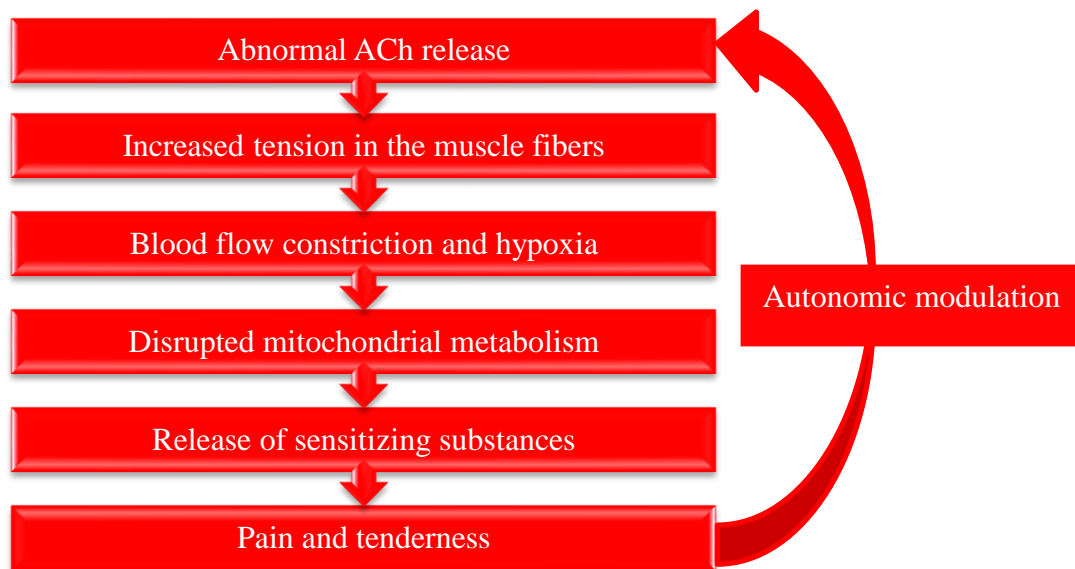 Abnormal ACh release
Increased tension in the muscle fibers
Blood flow constriction and hypoxia
Autonomic modulation
Disrupted mitochondrial metabolism
Release of sensitizing substances
Pain and tenderness